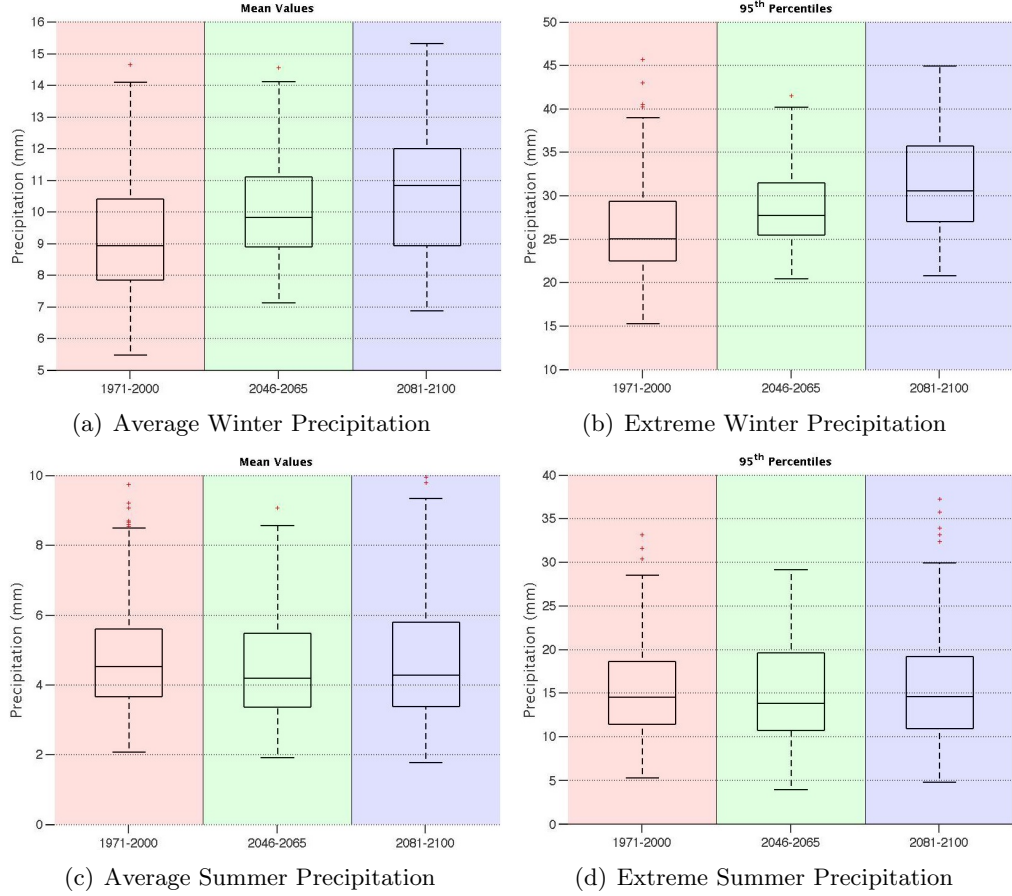 Mean Values
16
15
14
13
12
11
10
9
8
7
6
5
Precipitation (mm)
1971-2000 2046-2065 2081-2100
(a) Average Winter Precipitation
95th Percentiles
50
45
40
35
30
25
20
15
10
Precipitation (mm)
1971-2000 2046-2065 2081-2100
(b) Extreme Winter Precipitation
Mean Values
10
8
6
4
2
0
Precipitation (mm)
1971-2000 2046-2065 2081-2100
(c) Average Summer Precipitation
95th Percentiles
40
35
30
25
20
15
10
5
0
Precipitation (mm)
1971-2000 2046-2065 2081-2100
(d) Extreme Summer Precipitation